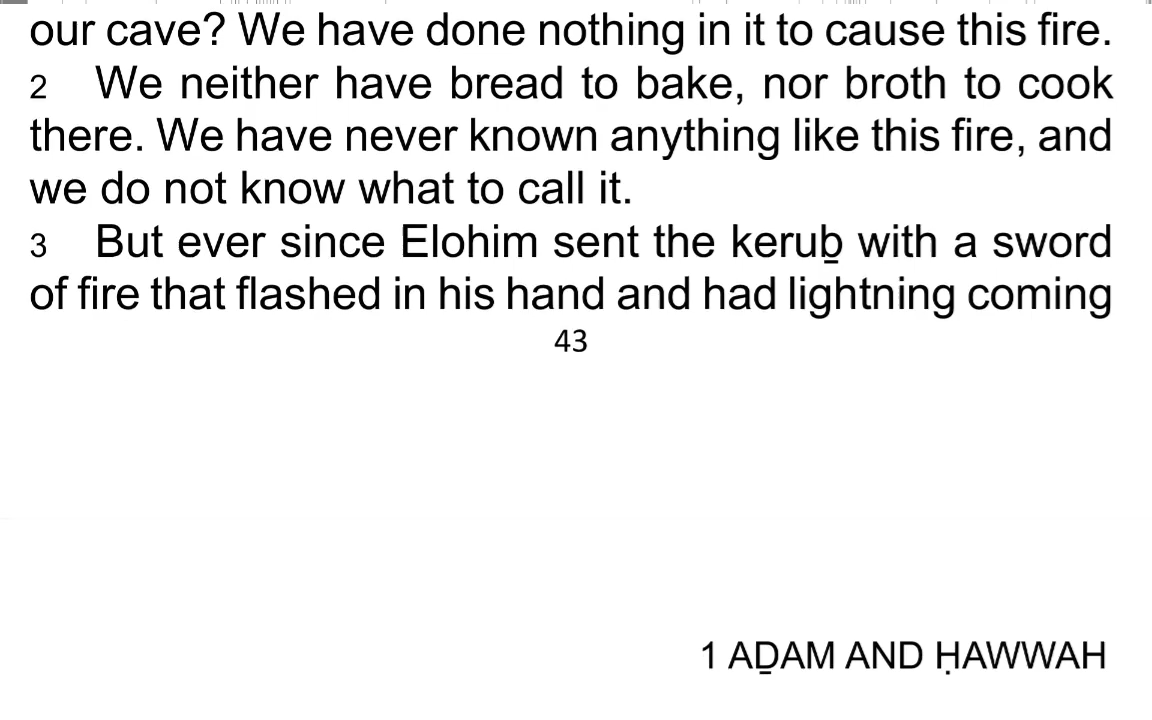 our cave? We have done nothing in it to cause this fire.
2 We neither have bread to bake, nor broth to cook
there. We have never known anything like this fire, and
we do not know what to call it.
3 But ever since Elohim sent the keruḇ with a sword
of fire that flashed in his hand and had lightning coming
43
1 AḎAM AND ḤAWWAH